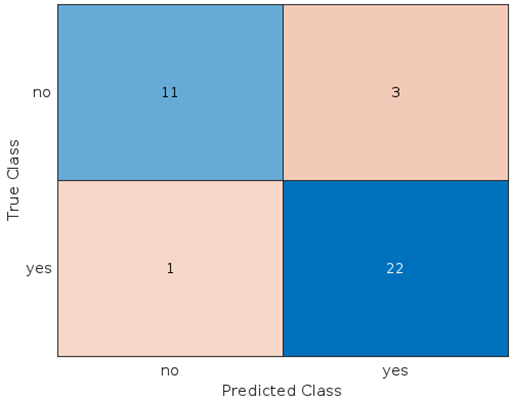 True Class
no
11
3
yes
1
22
no
yes
Predicted Class